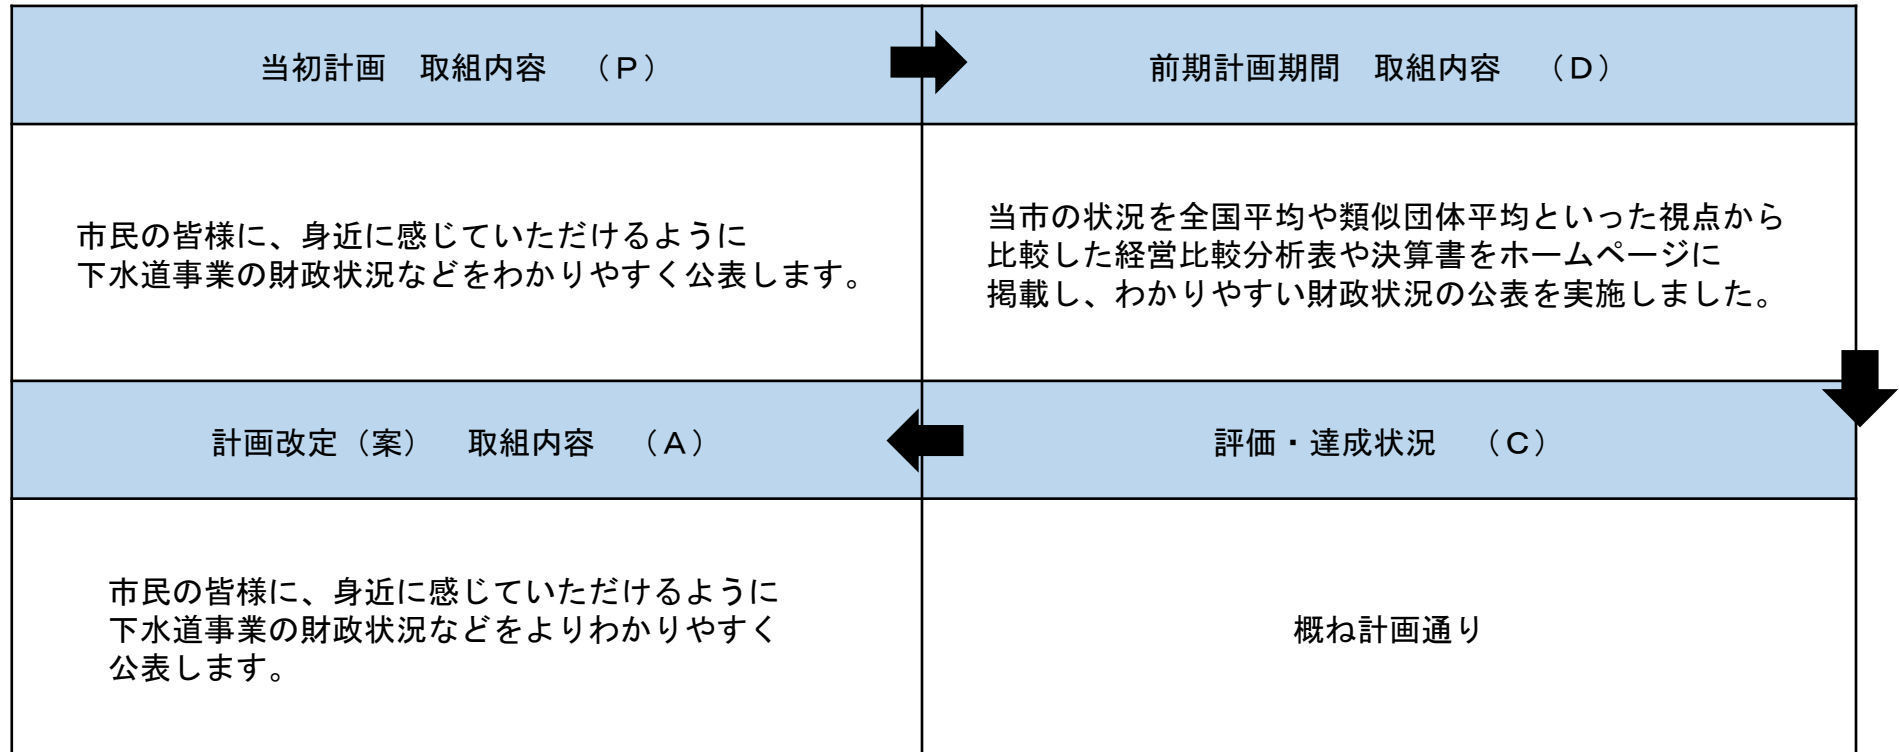 当初計画　取組内容　（Ｐ）
前期計画期間　取組内容　（Ｄ）
市民の皆様に、身近に感じていただけるように
下水道事業の財政状況などをわかりやすく公表します。
当市の状況を全国平均や類似団体平均といった視点から
比較した経営比較分析表や決算書をホームページに
掲載し、わかりやすい財政状況の公表を実施しました。
計画改定（案）　取組内容　（Ａ）
評価・達成状況　（Ｃ）
市民の皆様に、身近に感じていただけるように
下水道事業の財政状況などをよりわかりやすく
公表します。
概ね計画通り